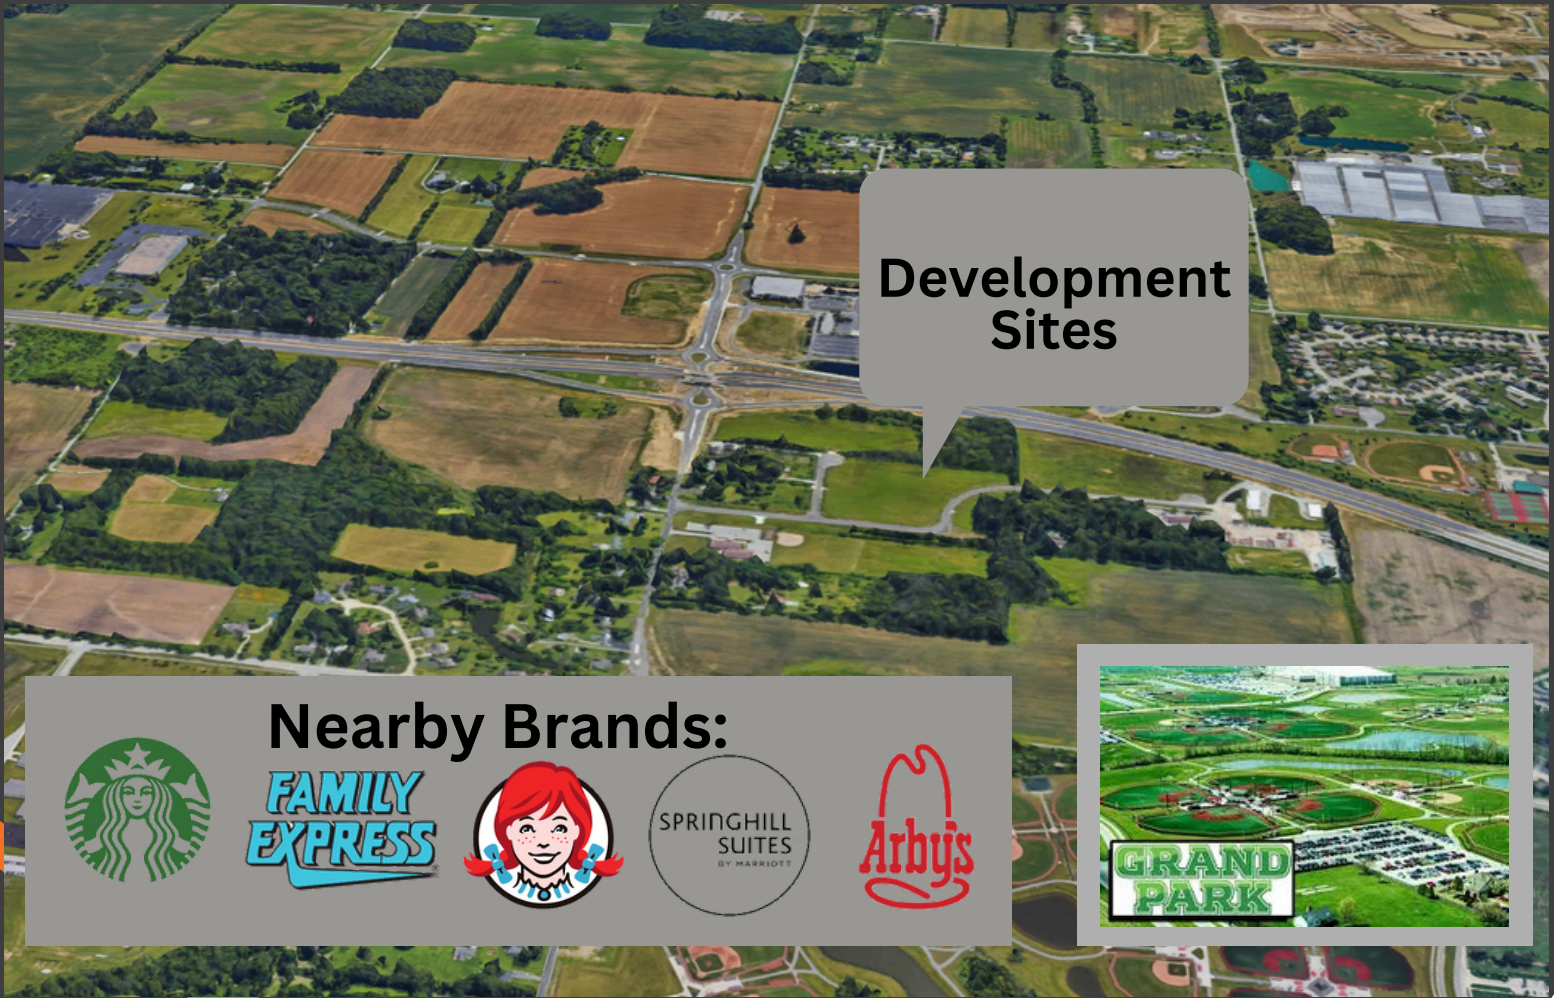 Development
Sites
Nearby Brands:
FAMILY
EXPRESS
SPRINGHILL
SUITES
BY MARRIOTT
Arby's
GRAND
PARK